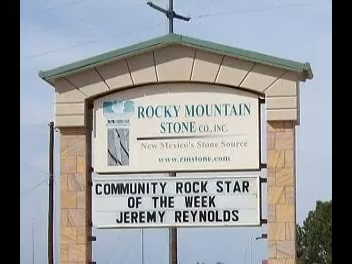 ROCKY MOUNTAIN
STONE CO., INC.
New Mexico's Stone Source
www.rmstone.com
COMMUNITY ROCK STAR
OF THE WEEK
JEREMY REYNOLDS